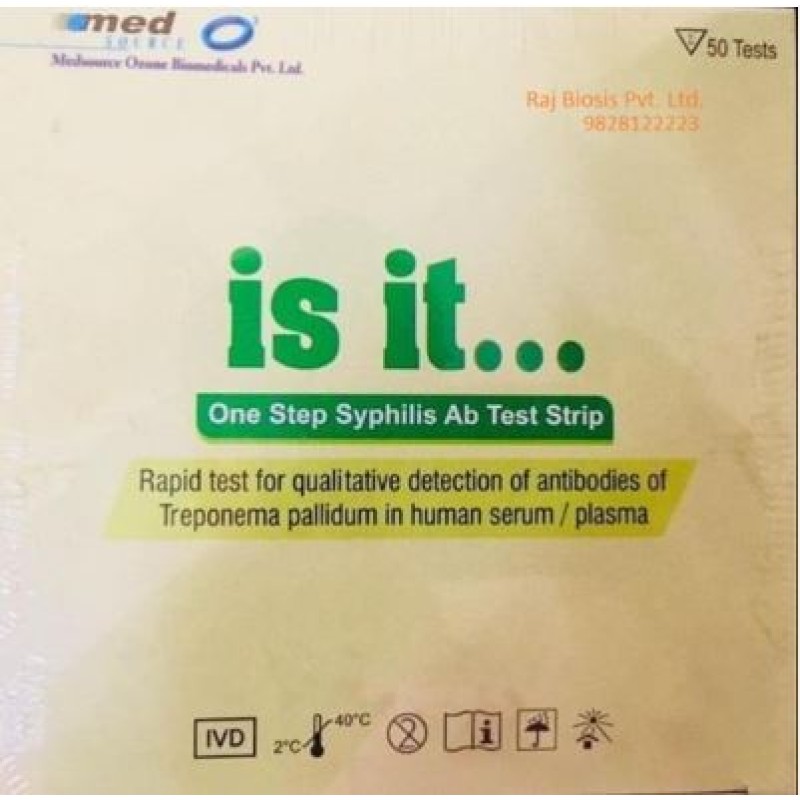 med
SOURCE
Medsource Ozone Biomedicals Pvt. Ltd.
50 Tests
Raj Biosis Pvt. Ltd.
9828122223
is it...
One Step Syphilis Ab Test Strip
Rapid test for qualitative detection of antibodies of
Treponema pallidum in human serum / plasma
IVD
2°C
40°C
2
i